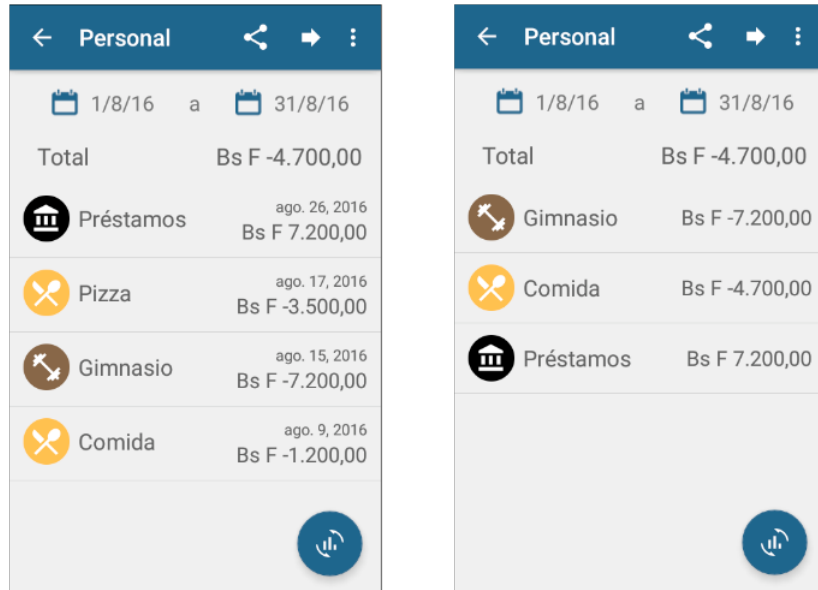 Personal
1/8/16 a 31/8/16
Total Bs F -4.700,00
Préstamos ago. 26, 2016
Bs F 7.200,00
Pizza ago. 17, 2016
Bs F -3.500,00
Gimnasio ago. 15, 2016
Bs F -7.200,00
Comida ago. 9, 2016
Bs F -1.200,00
Personal
1/8/16 a 31/8/16
Total Bs F -4.700,00
Gimnasio Bs F -7.200,00
Comida Bs F -4.700,00
Préstamos Bs F 7.200,00